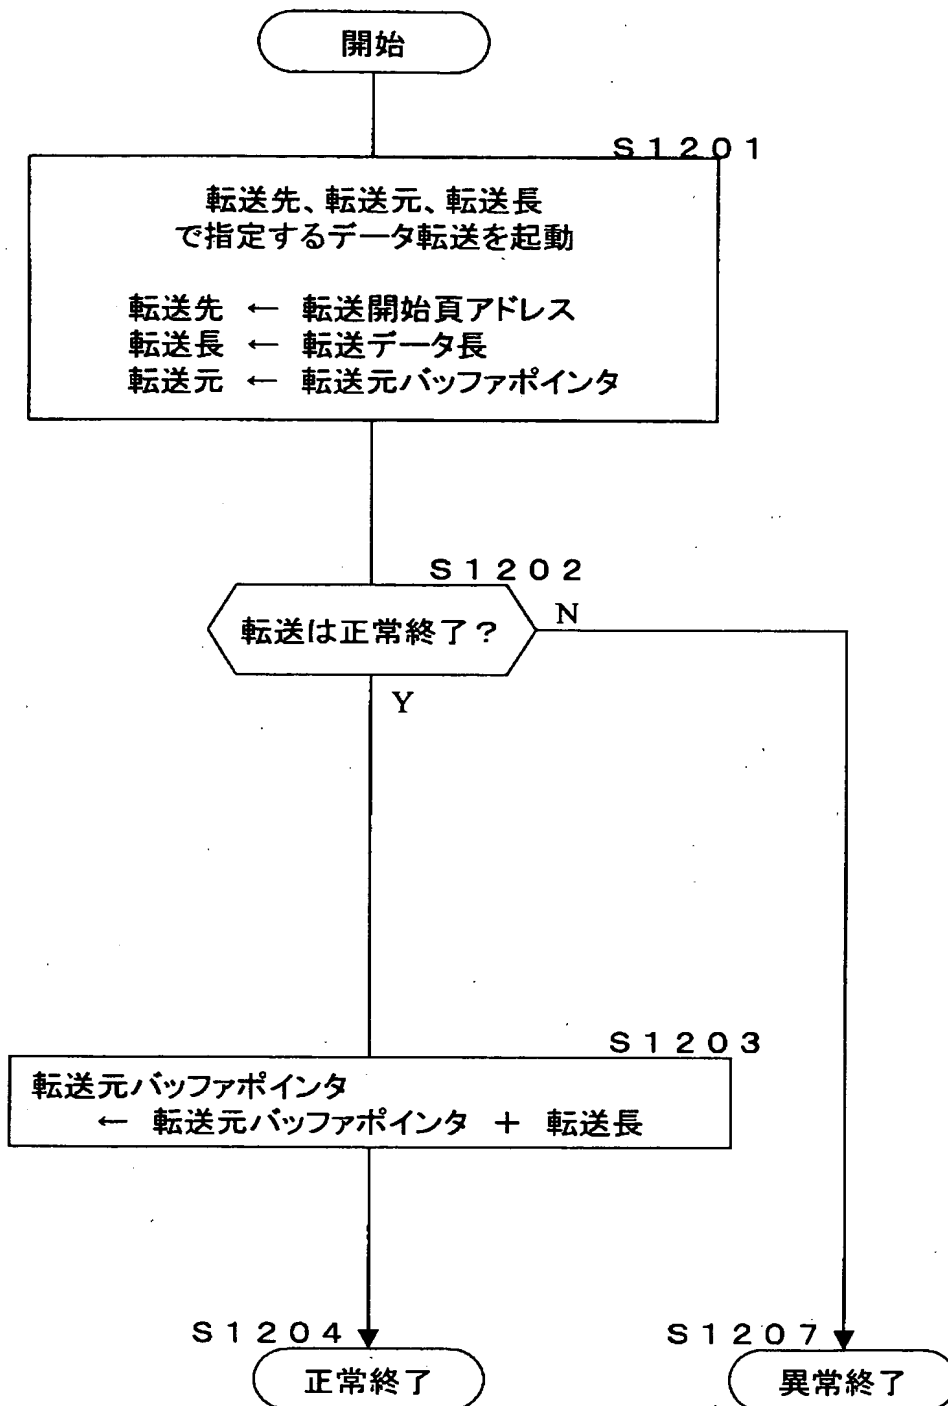 開始
S1201
転送先、転送元、転送長
で指定するデータ転送を起動
転送先 ← 転送開始頁アドレス
転送長 ← 転送データ長
転送元 ← 転送元バッファポインタ
S1202
転送は正常終了?
N
Y
S1203
転送元バッファポインタ
← 転送元バッファポインタ + 転送長
S1204
S1207
正常終了
異常終了